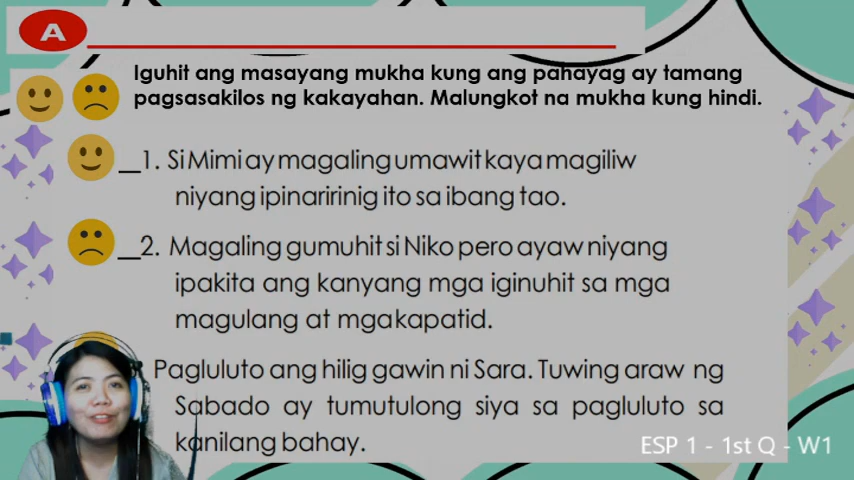 A
Iguhit ang masayang mukha kung ang pahayag ay tamang
pagsasakilos ng kakayahan. Malungkot na mukha kung hindi.
__1. Si Mimi ay magaling umawit kaya magiliw
niyang ipinaririnig ito sa ibang tao.
__2. Magaling gumuhit si Niko pero ayaw niyang
ipakita ang kanyang mga iginuhit sa mga
magulang at mga kapatid.
Pagluluto ang hilig gawin ni Sara. Tuwing araw ng
Sabado ay tumutulong siya sa pagluluto sa
kanilang bahay.
ESP 1 - 1st Q - W1